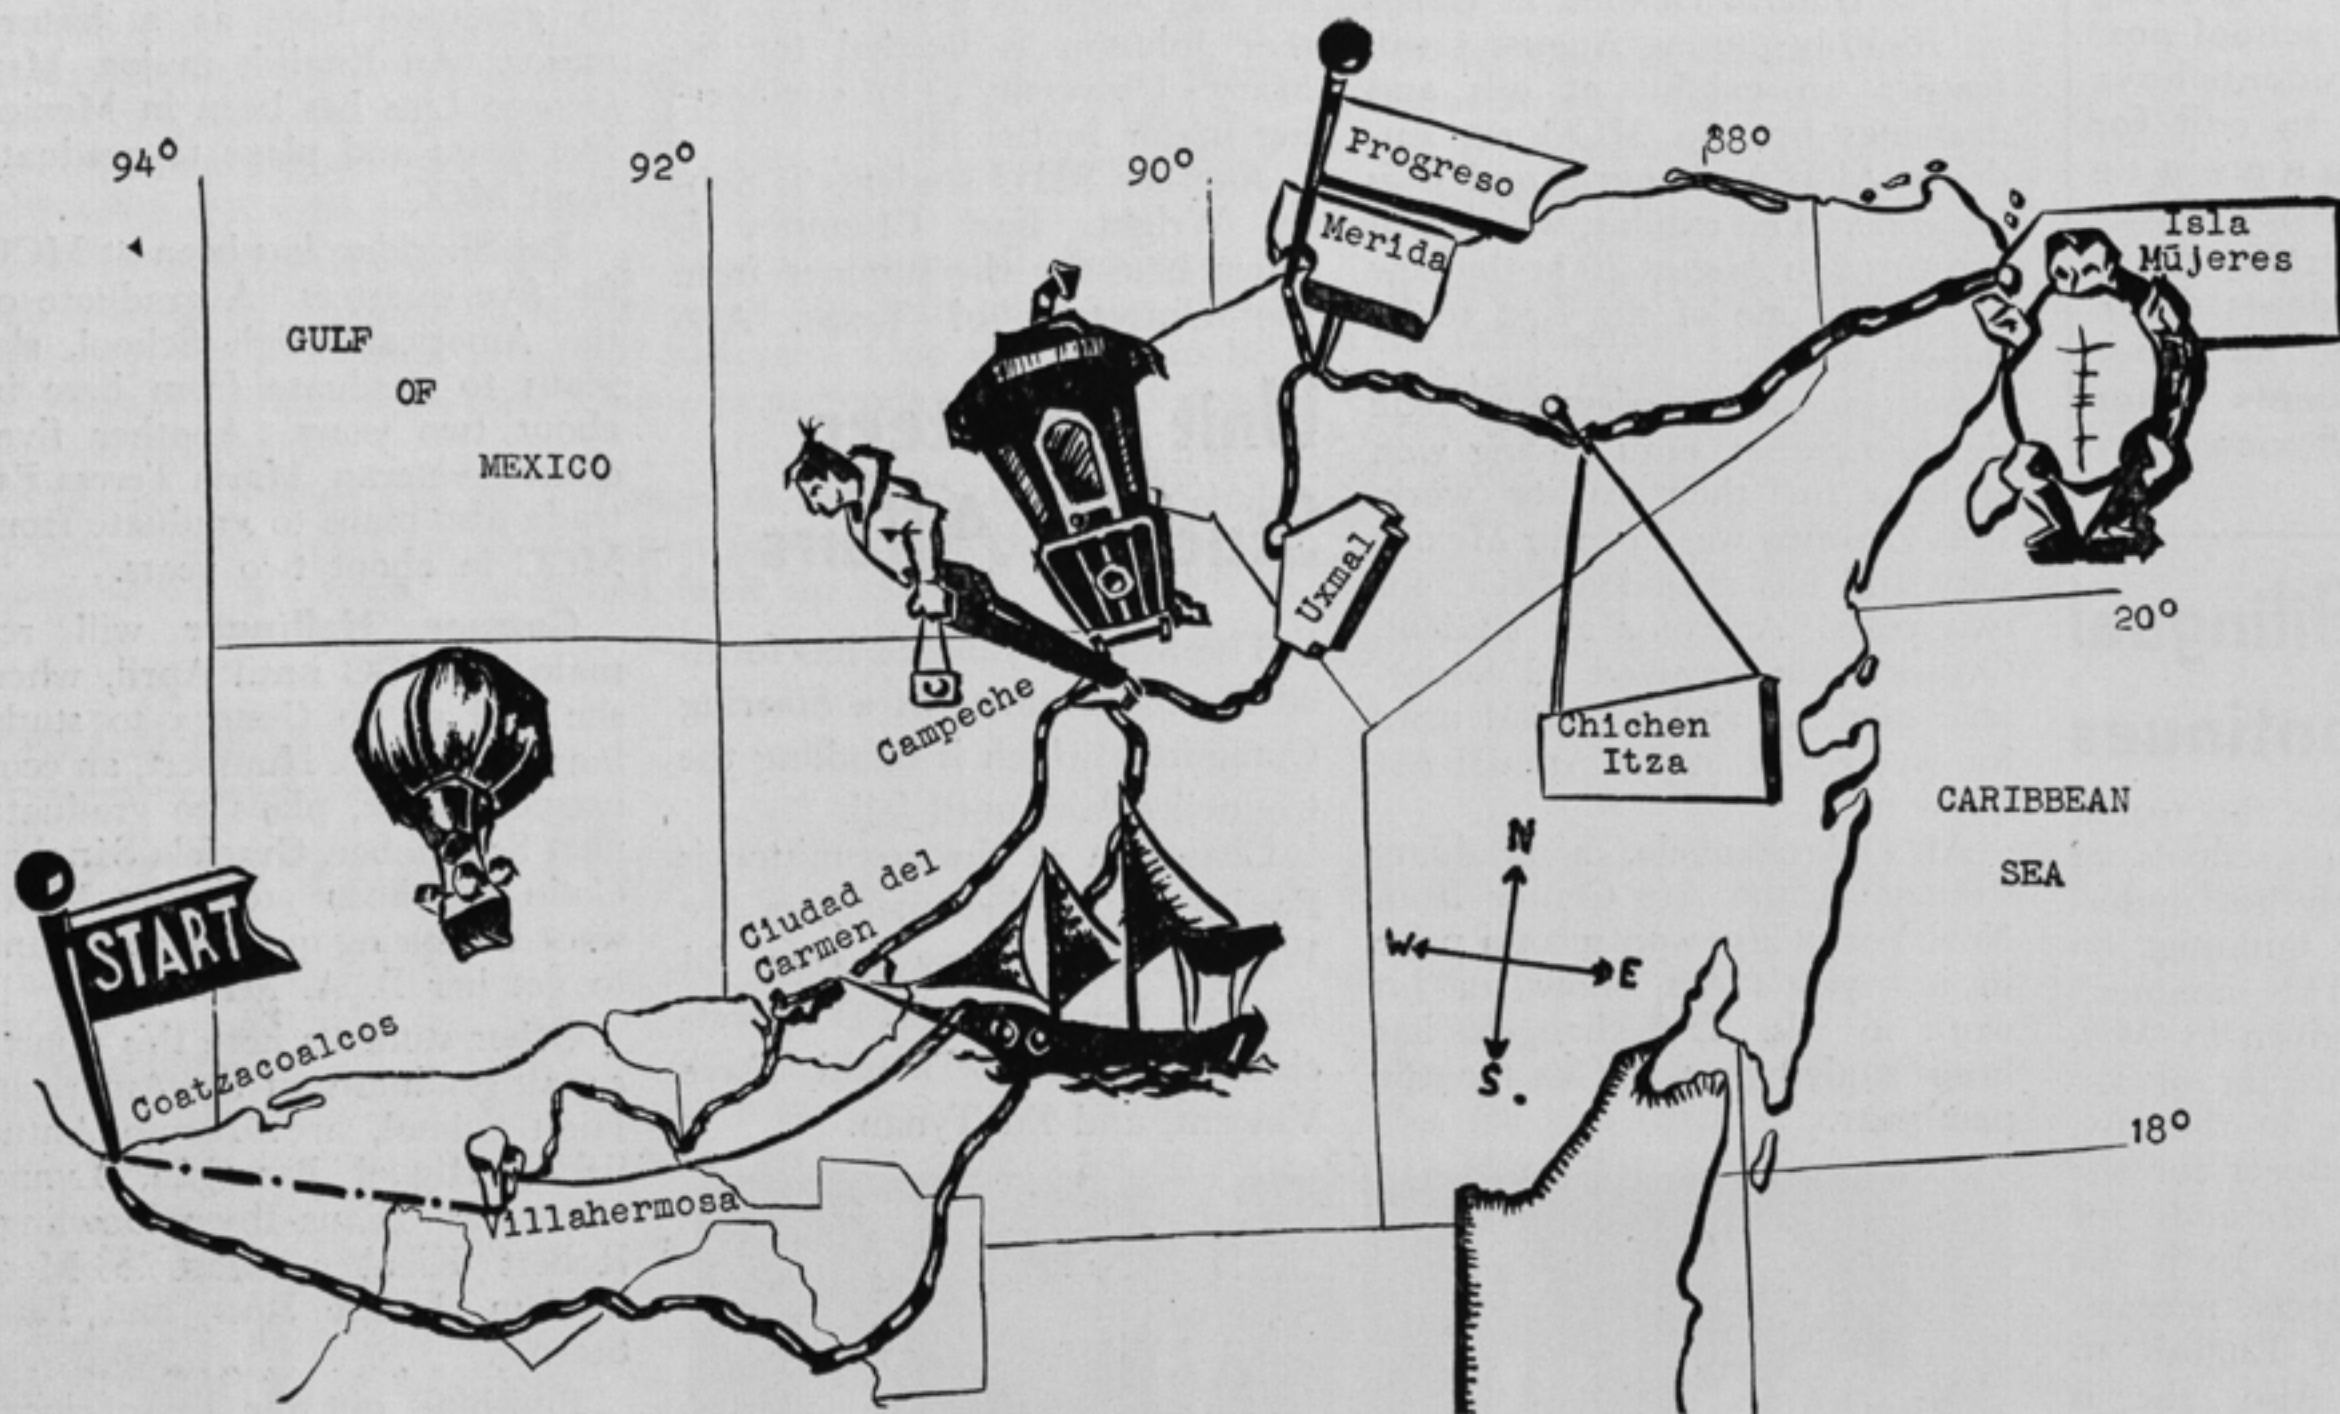 94°
92°
90°
88°
Progreso
Merida
Isla
Mújeres
GULF
OF
MEXICO
Uxmal
20°
Campeche
Chichen
Itza
CARIBBEAN
SEA
N
W
E
S.
START
Ciudad del
Carmen
Coatzacoalcos
18°
Villahermosa